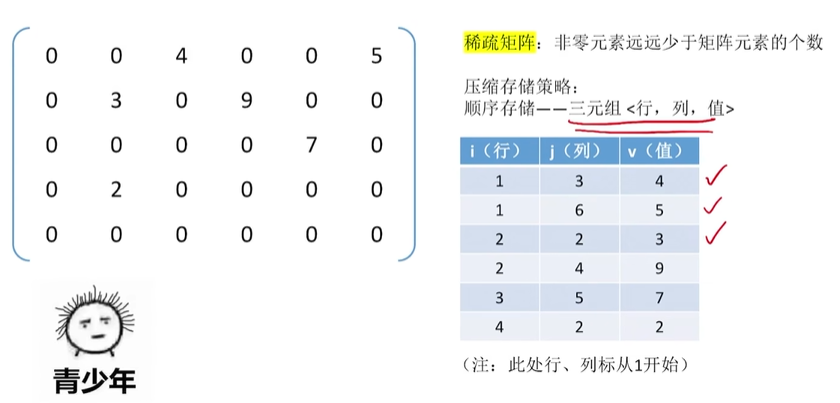 0 0 4 0 0 5
0 3 0 9 0 0
0 0 0 0 7 0
0 2 0 0 0 0
0 0 0 0 0 0
青少年
稀疏矩阵：非零元素远远少于矩阵元素的个数
压缩存储策略：
顺序存储——三元组 <行，列，值>
i（行） j（列） v（值）
1 3 4
1 6 5
2 2 3
2 4 9
3 5 7
4 2 2
（注：此处行、列标从1开始）